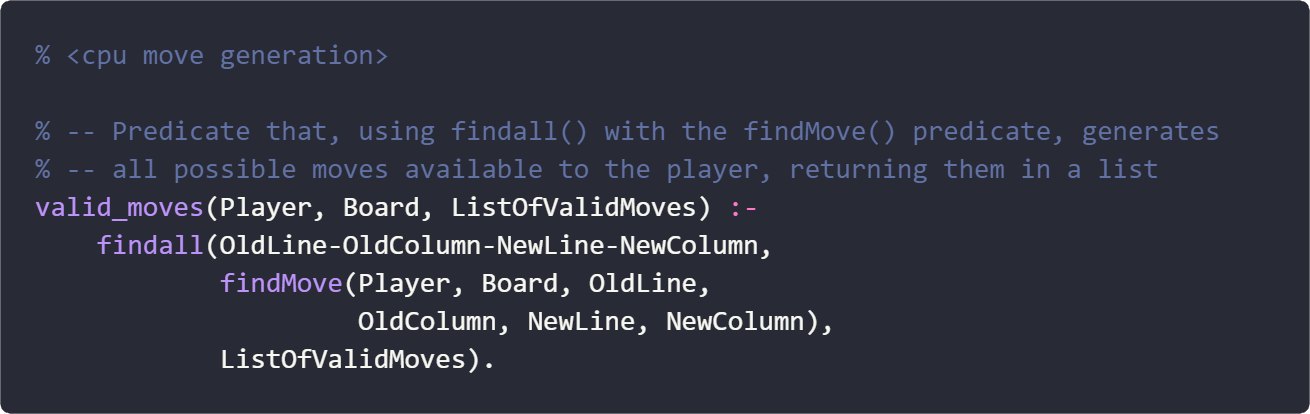 % <cpu move generation>
% -- Predicate that, using findall() with the findMove() predicate, generates
% -- all possible moves available to the player, returning them in a list
valid_moves(Player, Board, ListOfValidMoves) :-
    findall(OldLine-OldColumn-NewLine-NewColumn,
            findMove(Player, Board, OldLine,
                     OldColumn, NewLine, NewColumn),
            ListOfValidMoves).